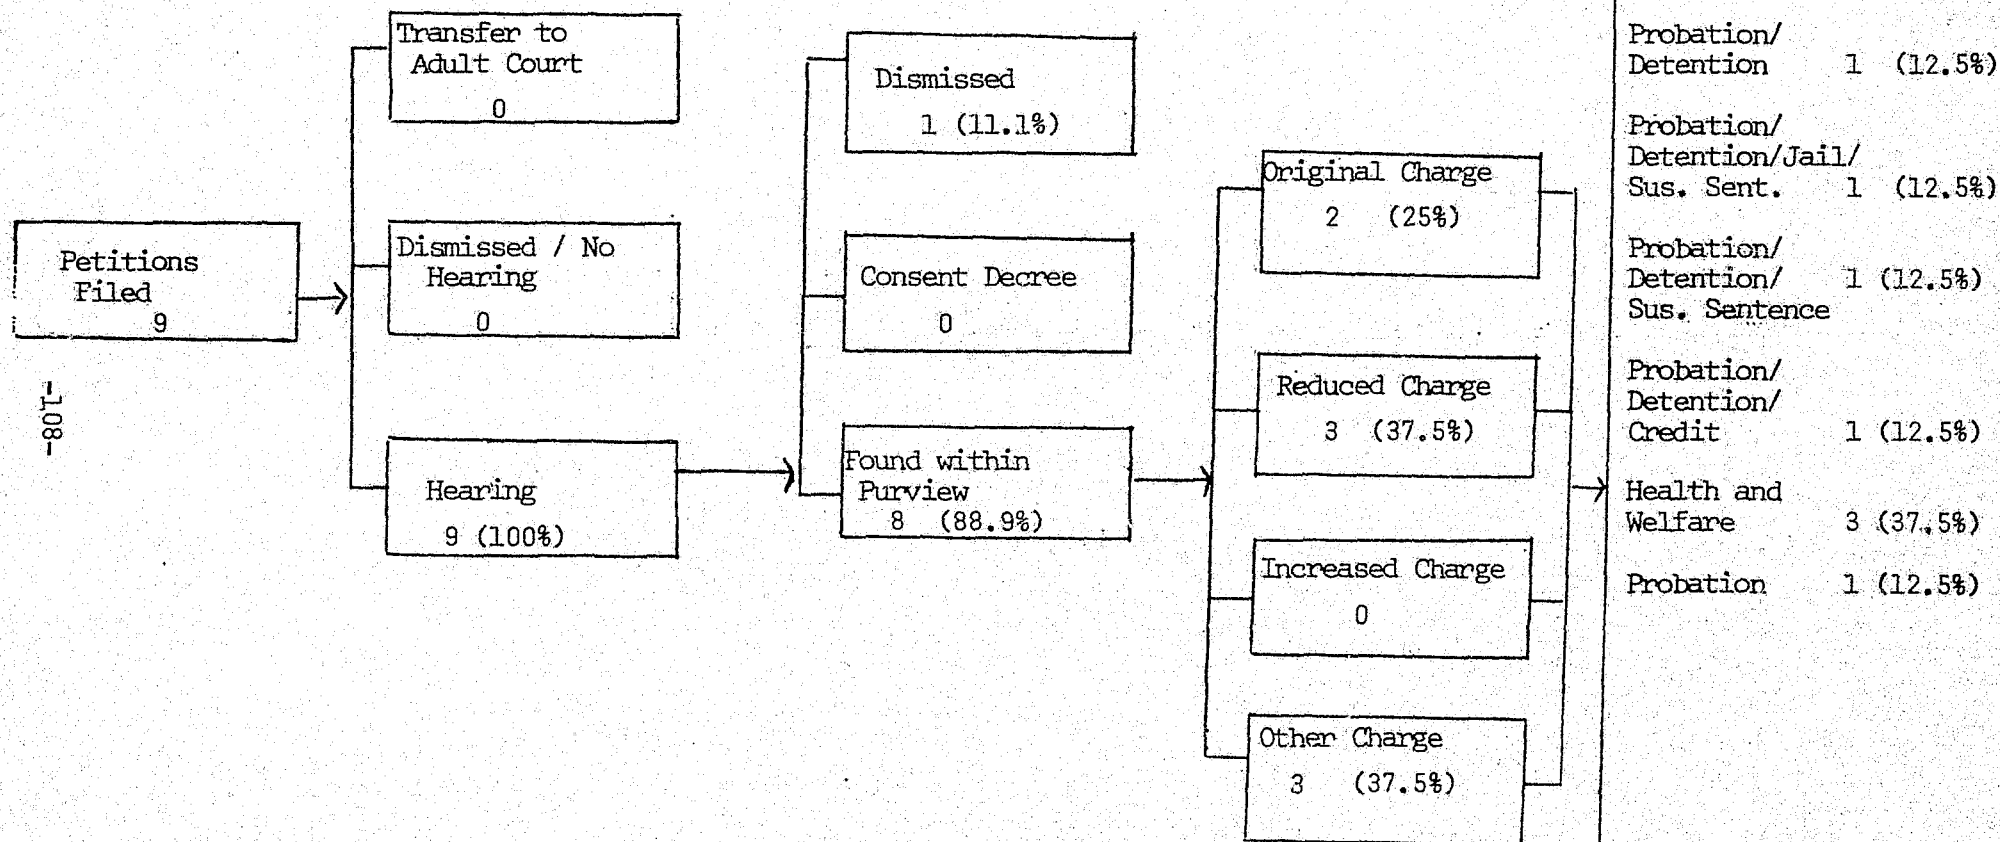 Petitions
Filed
9
-108-
Transfer to
Adult Court
0
Dismissed / No
Hearing
0
Hearing
9 (100%)
Dismissed
1 (11.1%)
Consent Decree
0
Found within
Purview
8 (88.9%)
Original Charge
2 (25%)
Reduced Charge
3 (37.5%)
Increased Charge
0
Other Charge
3 (37.5%)
Probation/
Detention 1 (12.5%)
Probation/
Detention/Jail/
Sus. Sent. 1 (12.5%)
Probation/
Detention/ 1 (12.5%)
Sus. Sentence
Probation/
Detention/
Credit 1 (12.5%)
Health and
Welfare 3 (37.5%)
Probation 1 (12.5%)